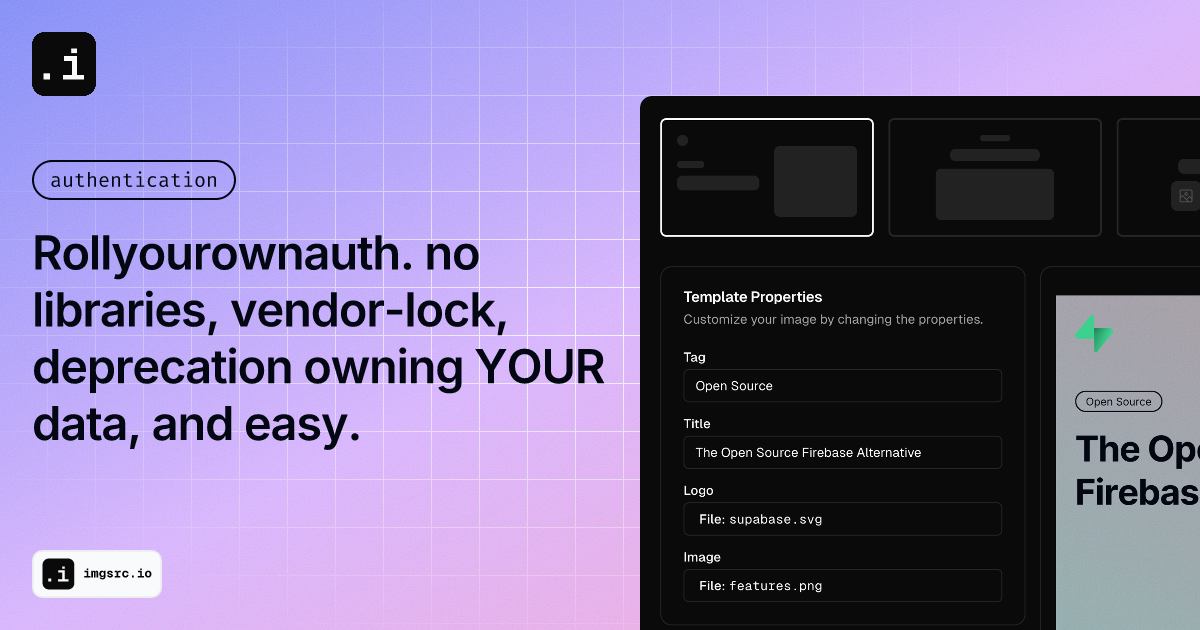 .i
authentication
Rollyourownauth. no
libraries, vendor-lock,
deprecation owning YOUR
data, and easy.
.i imgsrc.io
Template Properties
Customize your image by changing the properties.
Tag
Open Source
Title
The Open Source Firebase Alternative
Logo
File: supabase.svg
Image
File: features.png
Open Source
The Op
Firebas